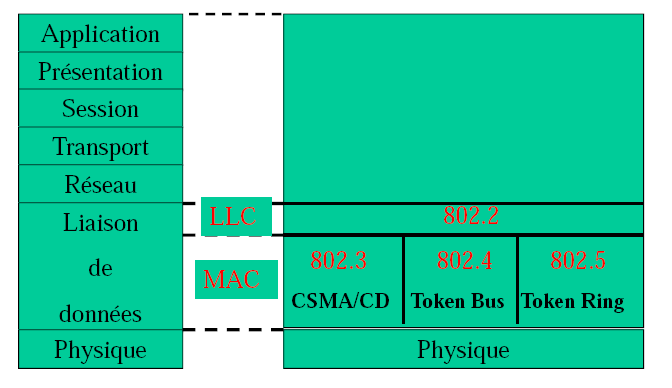 Application
Présentation
Session
Transport
Réseau
Liaison
de
données
Physique
LLC
MAC
802.2
802.3
CSMA/CD
802.4
Token Bus
802.5
Token Ring
Physique